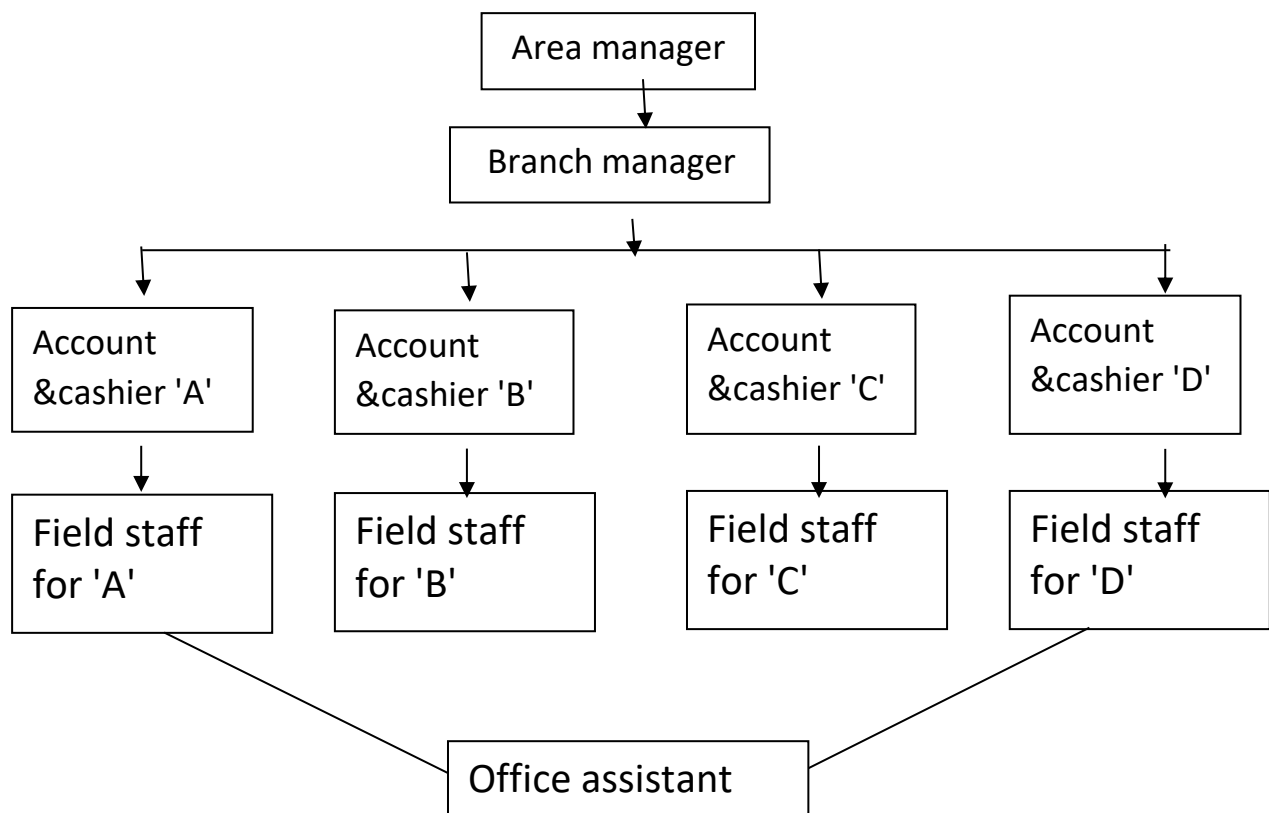 Area manager
Branch manager
Account
&cashier 'A'
Account
&cashier 'B'
Account
&cashier 'C'
Account
&cashier 'D'
Field staff
for 'A'
Field staff
for 'B'
Field staff
for 'C'
Field staff
for 'D'
Office assistant